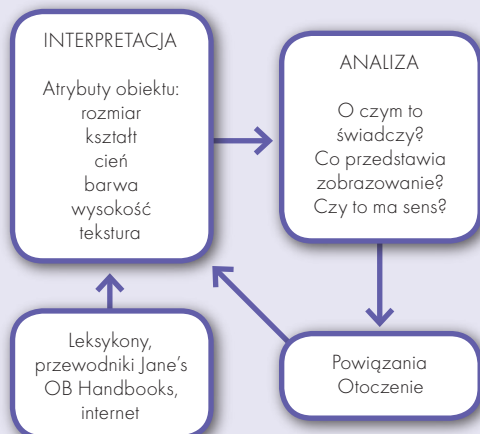 INTERPRETACJA
Atrybuty obiektu:
rozmiar
kształt
cień
barwa
wysokość
tekstura
ANALIZA
O czym to
świadczy?
Co przedstawia
zobrazowanie?
Czy to ma sens?
Leksykony,
przewodniki Jane’s
OB Handbooks,
internet
Powiązania
Otoczenie